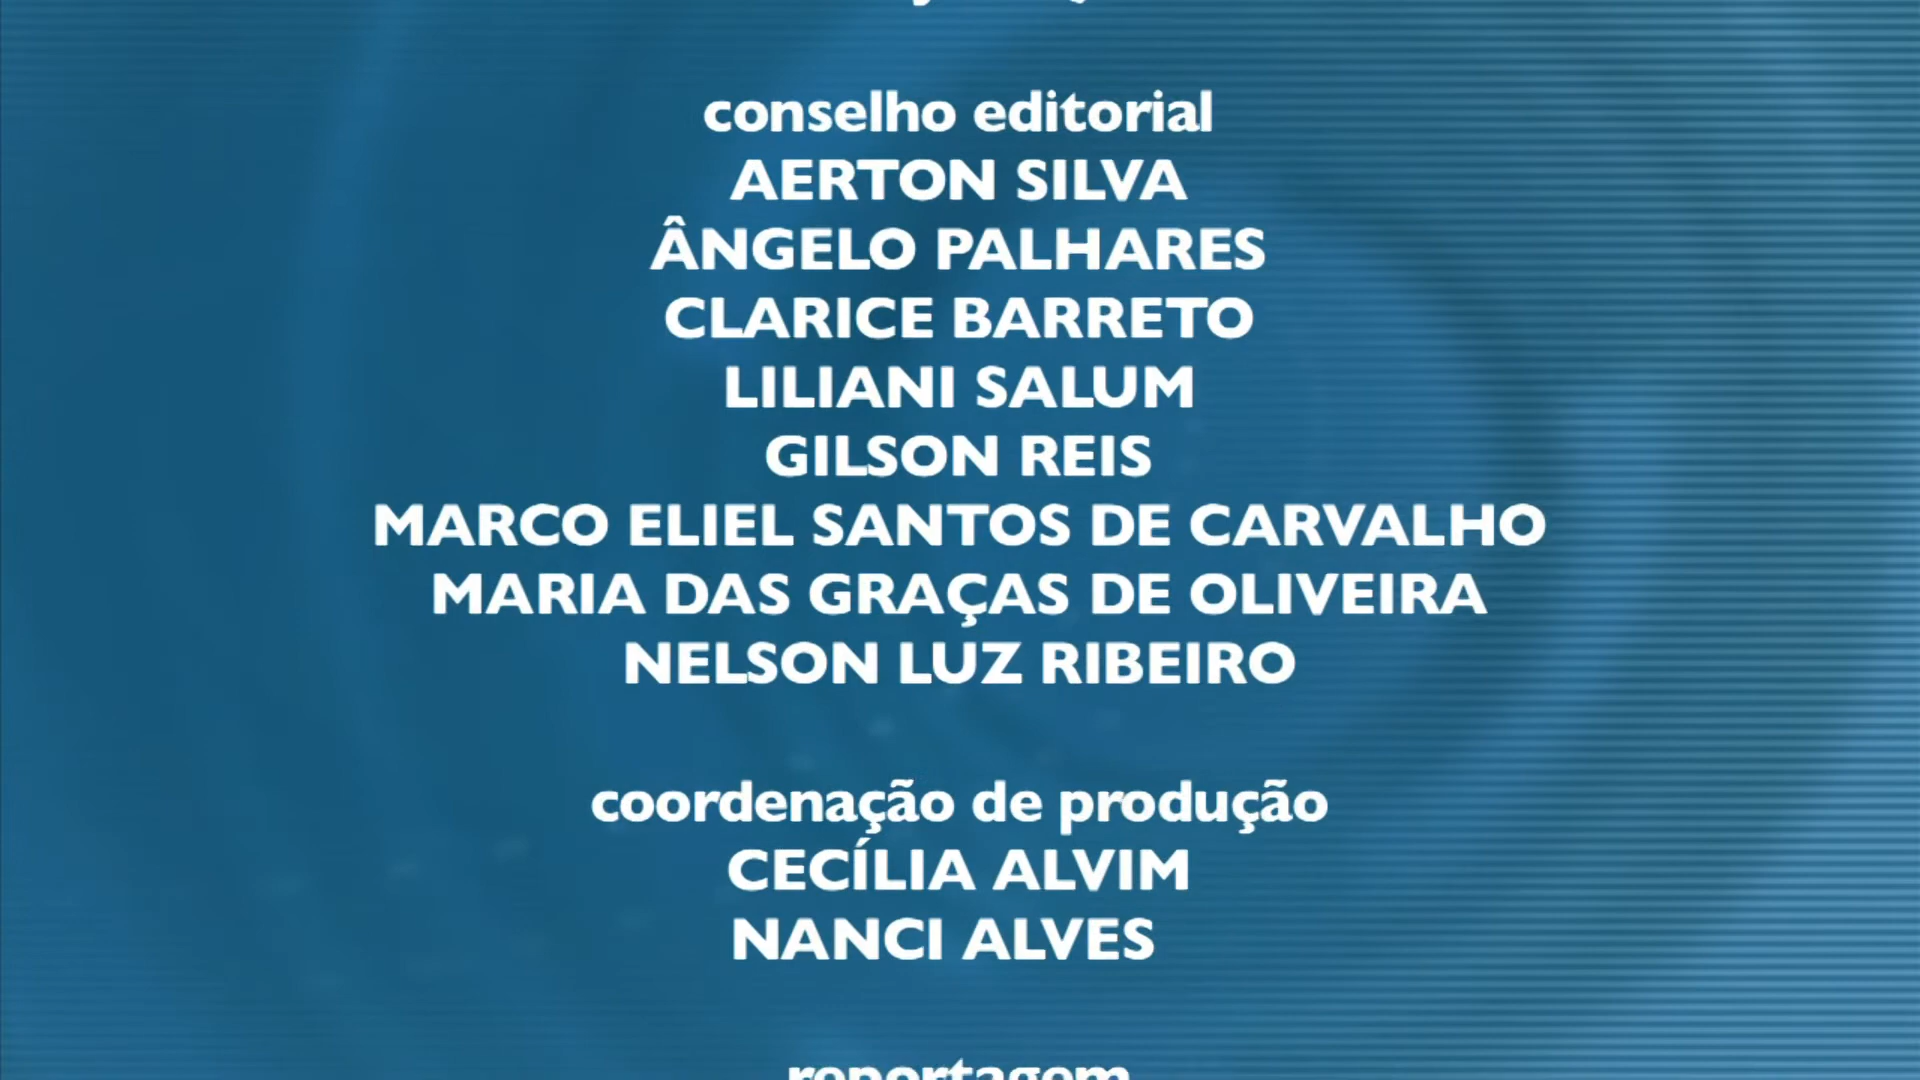 conselho editorial
AERTON SILVA
ÂNGELO PALHARES
CLARICE BARRETO
LILIANI SALUM
GILSON REIS
MARCO ELIEL SANTOS DE CARVALHO
MARIA DAS GRAÇAS DE OLIVEIRA
NELSON LUZ RIBEIRO
coordenação de produção
CECÍLIA ALVIM
NANCI ALVES
reportagem